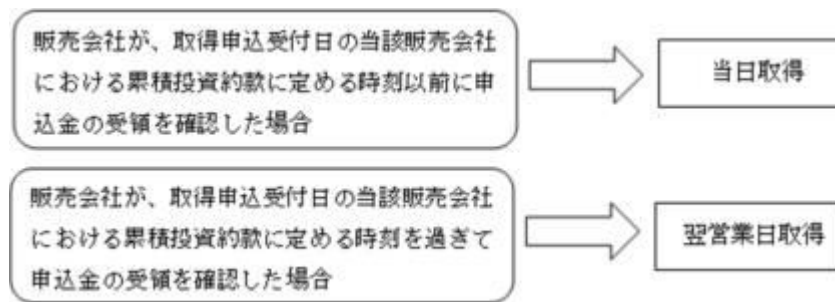 販売会社が、取得申込受付日の当該販売会社
における累積投資約款に定める時刻以前に申
込金の受領を確認した場合
当日取得
販売会社が、取得申込受付日の当該販売会社
における累積投資約款に定める時刻を過ぎて
申込金の受領を確認した場合
翌営業日取得